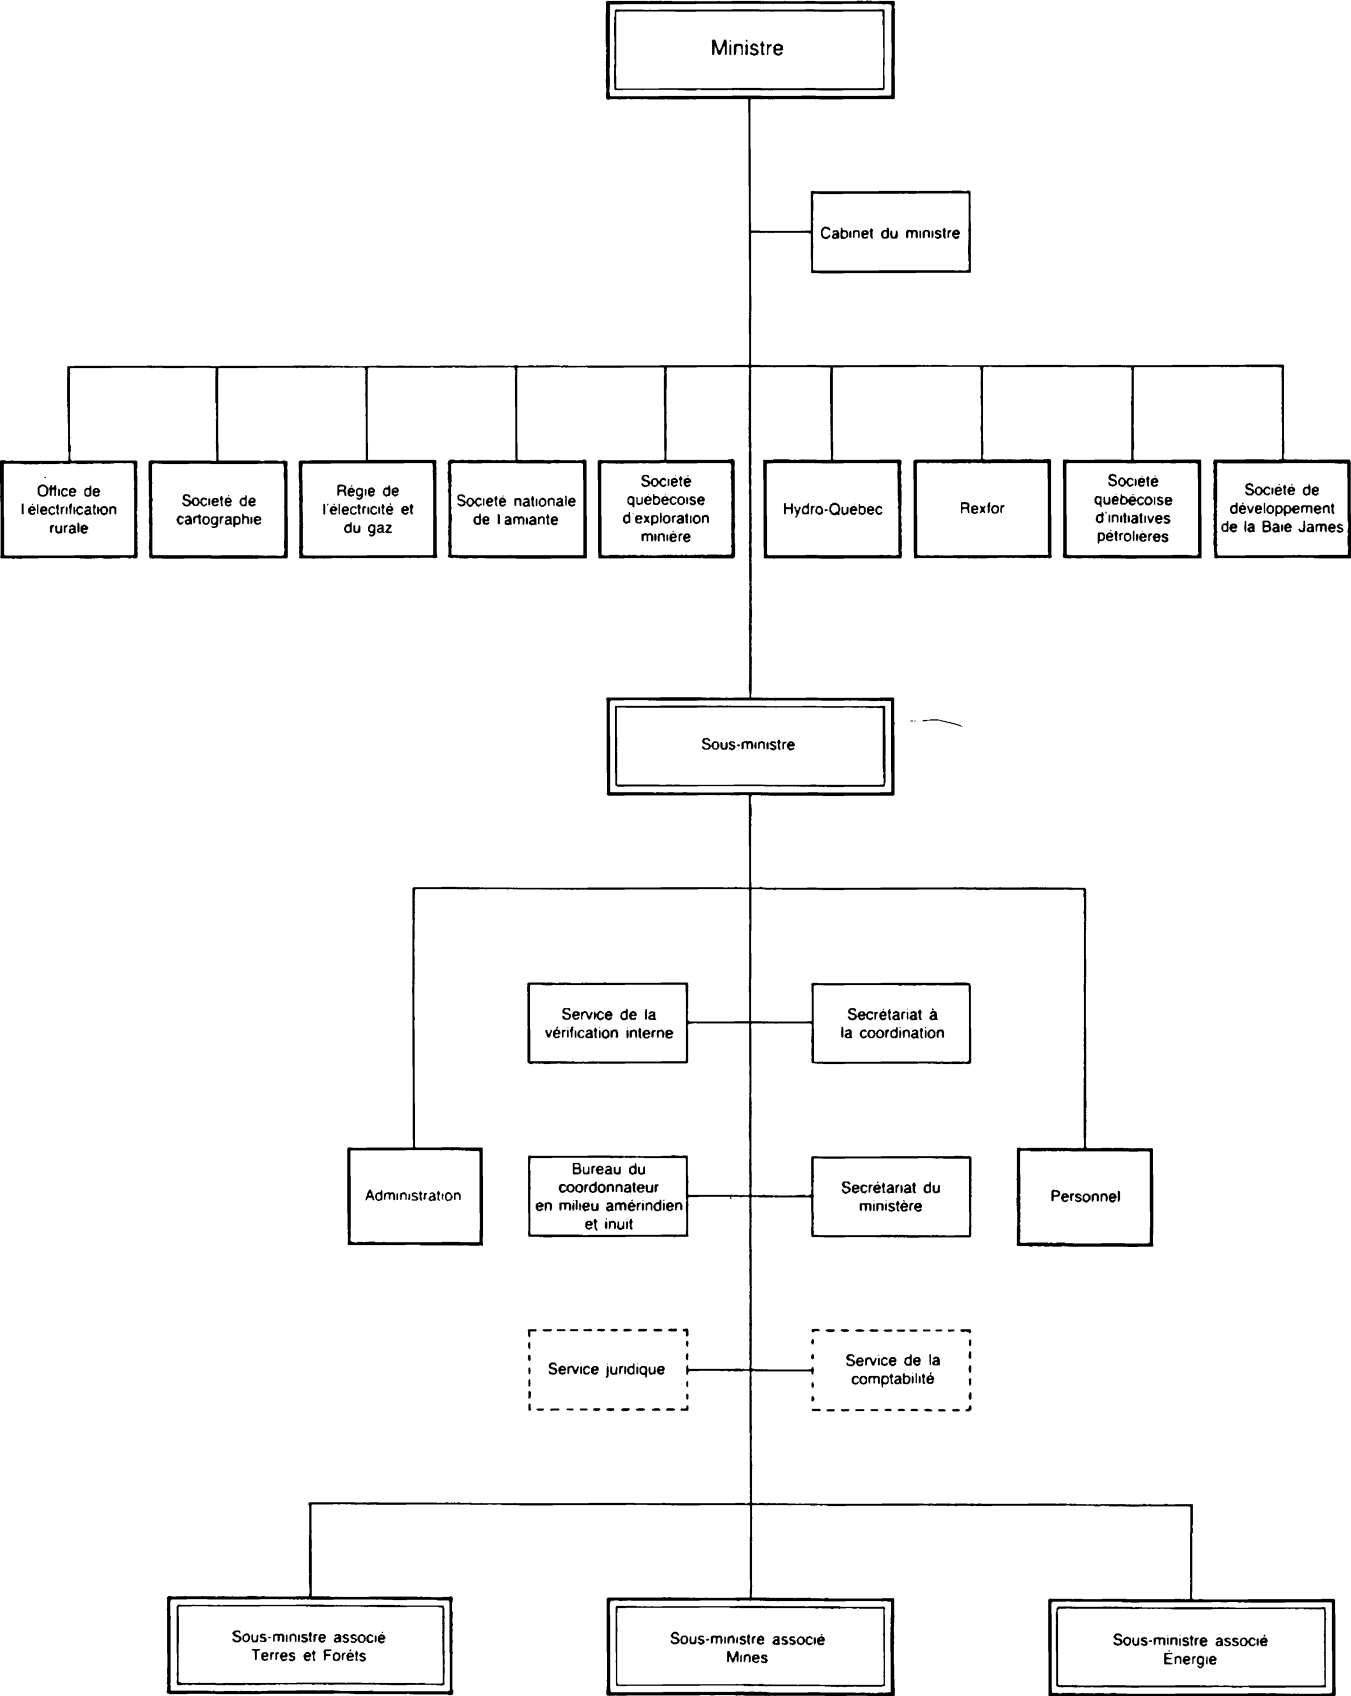 Ministre
Cabinet du ministre
Office de
l'électrification
rurale
Société de
cartographie
Régie de
l'électricité et
du gaz
Société nationale
de l'amiante
Société
québécoise
d'exploration
minière
Hydro-Québec
Rexfor
Société
québécoise
d'initiatives
pétrolières
Société de
développement
de la Baie James
Sous-ministre
Service de la
vérification interne
Secrétariat à
la coordination
Administration
Bureau du
coordonnateur
en milieu amérindien
et inuit
Secrétariat du
ministère
Personnel
Service juridique
Service de la
comptabilité
Sous-ministre associé
Terres et Forêts
Sous-ministre associé
Mines
Sous-ministre associé
Énergie